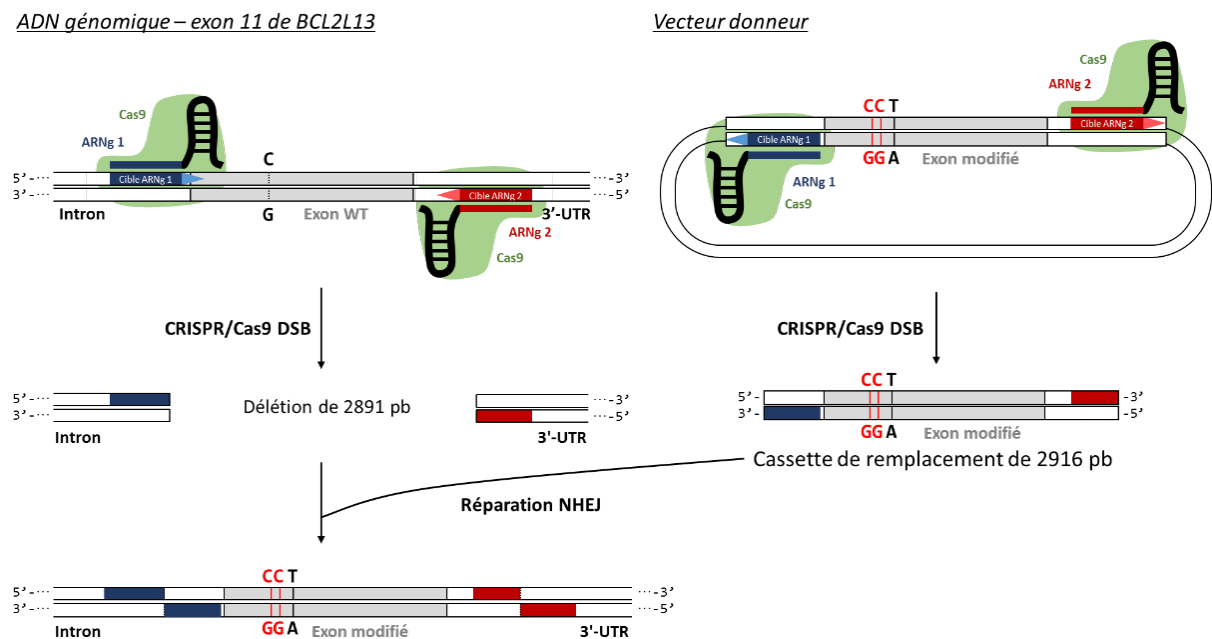 ADN génomique – exon 11 de BCL2L13
Cas9
ARNg 1
C
5’-···
Cible ARNg 1
···-3’
3’-···
Cible ARNg 2
···-5’
Intron
G
Exon WT
3’-UTR
ARNg 2
Cas9
Vecteur donneur
Cas9
ARNg 2
CC T
Cible ARNg 2
Cible ARNg 1
GG A
Exon modifié
ARNg 1
Cas9
CRISPR/Cas9 DSB
CRISPR/Cas9 DSB
5’-···
Délétion de 2891 pb
···-3’
3’-···
···-5’
Intron
3'-UTR
CC T
5’-
-3’
3’-
-5’
GG A
Exon modifié
Cassette de remplacement de 2916 pb
Réparation NHEJ
CC T
5’-···
···-3’
3’-···
···-5’
Intron
GG A
Exon modifié
3'-UTR